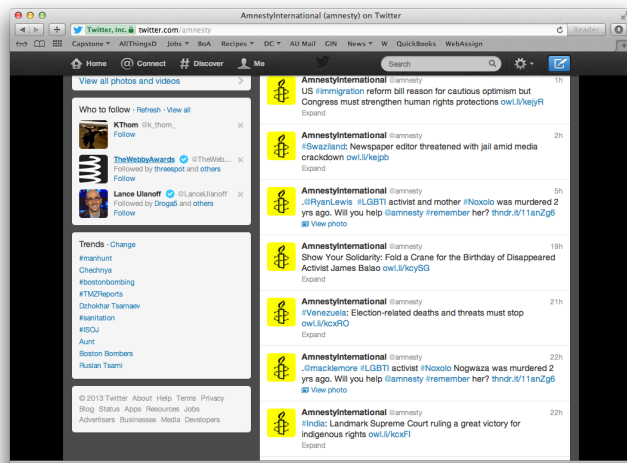 AmnestyInternational (amnesty) on Twitter
Twitter, Inc. twitter.com/amnesty
Reader
Capstone AllThingsD Jobs BoA Recipes DC AU Mail GIN News W QuickBooks WebAssign
Home @ Connect # Discover Me Search
View all photos and videos
Who to follow · Refresh · View all
KThom @k_thom_
Follow
TheWebbyAwards @TheWeb...
Followed by threespot and others
Follow
Lance Ulanoff @LanceUlanoff
Followed by Droga5 and others
Follow
Trends · Change
#manhunt
Chechnya
#bostonbombing
#TMZReports
Dzhokhar Tsarnaev
#sanitation
#ISOJ
Aunt
Boston Bombers
Ruslan Tsarni
© 2013 Twitter About Help Terms Privacy
Blog Status Apps Resources Jobs
Advertisers Businesses Media Developers
AmnestyInternational @amnesty 1h
US #immigration reform bill reason for cautious optimism but
Congress must strengthen human rights protections owl.li/kejyR
Expand
AmnestyInternational @amnesty 2h
#Swaziland: Newspaper editor threatened with jail amid media
crackdown owl.li/kejpb
Expand
AmnestyInternational @amnesty 5h
.@RyanLewis #LGBTI activist and mother #Noxolo was murdered 2
yrs ago. Will you help @amnesty #remember her? thndr.it/11anZg6
View photo
AmnestyInternational @amnesty 19h
Show Your Solidarity: Fold a Crane for the Birthday of Disappeared
Activist James Balao owl.li/kcySG
Expand
AmnestyInternational @amnesty 21h
#Venezuela: Election-related deaths and threats must stop
owl.li/kcxRO
Expand
AmnestyInternational @amnesty 22h
.@macklemore #LGBTI activist #Noxolo Nogwaza was murdered 2
yrs ago. Will you help @amnesty #remember her? thndr.it/11anZg6
View photo
AmnestyInternational @amnesty 22h
#India: Landmark Supreme Court ruling a great victory for
indigenous rights owl.li/kcxFI
Expand